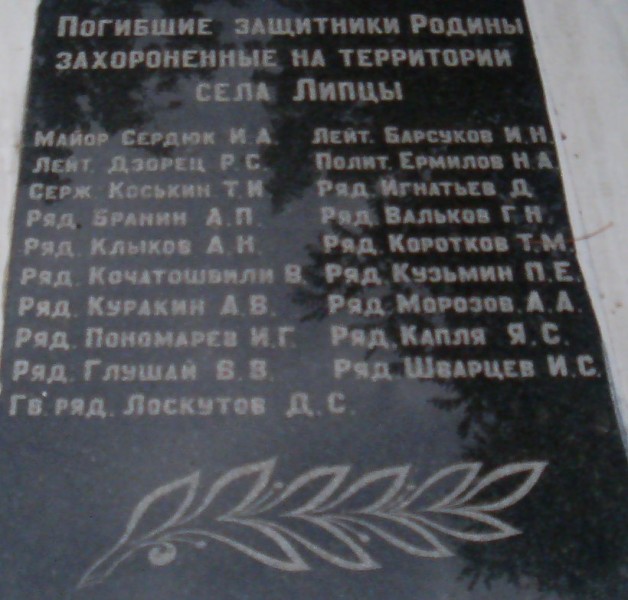 Погибшие защитники Родины
захороненные на территории
села Липцы
Майор Сердюк И.А. Лейт. Барсуков И.Н.
Лейт. Дзорец Р.С. Полит. Ермилов Н.А.
Серж. Коськин Т.И. Ряд. Игнатьев Д.
Ряд. Бранин А.П. Ряд. Вальков Г.Н.
Ряд. Клыков А.Н. Ряд. Коротков Т.М.
Ряд. Кочатошвили В. Ряд. Кузьмин П.Е.
Ряд. Куракин А.В. Ряд. Морозов.А.А.
Ряд. Пономарев И.Г. Ряд. Капля Я.С.
Ряд. Глушай Б.В. Ряд. Шварцев И.С.
Гв. ряд. Лоскутов Д.С.